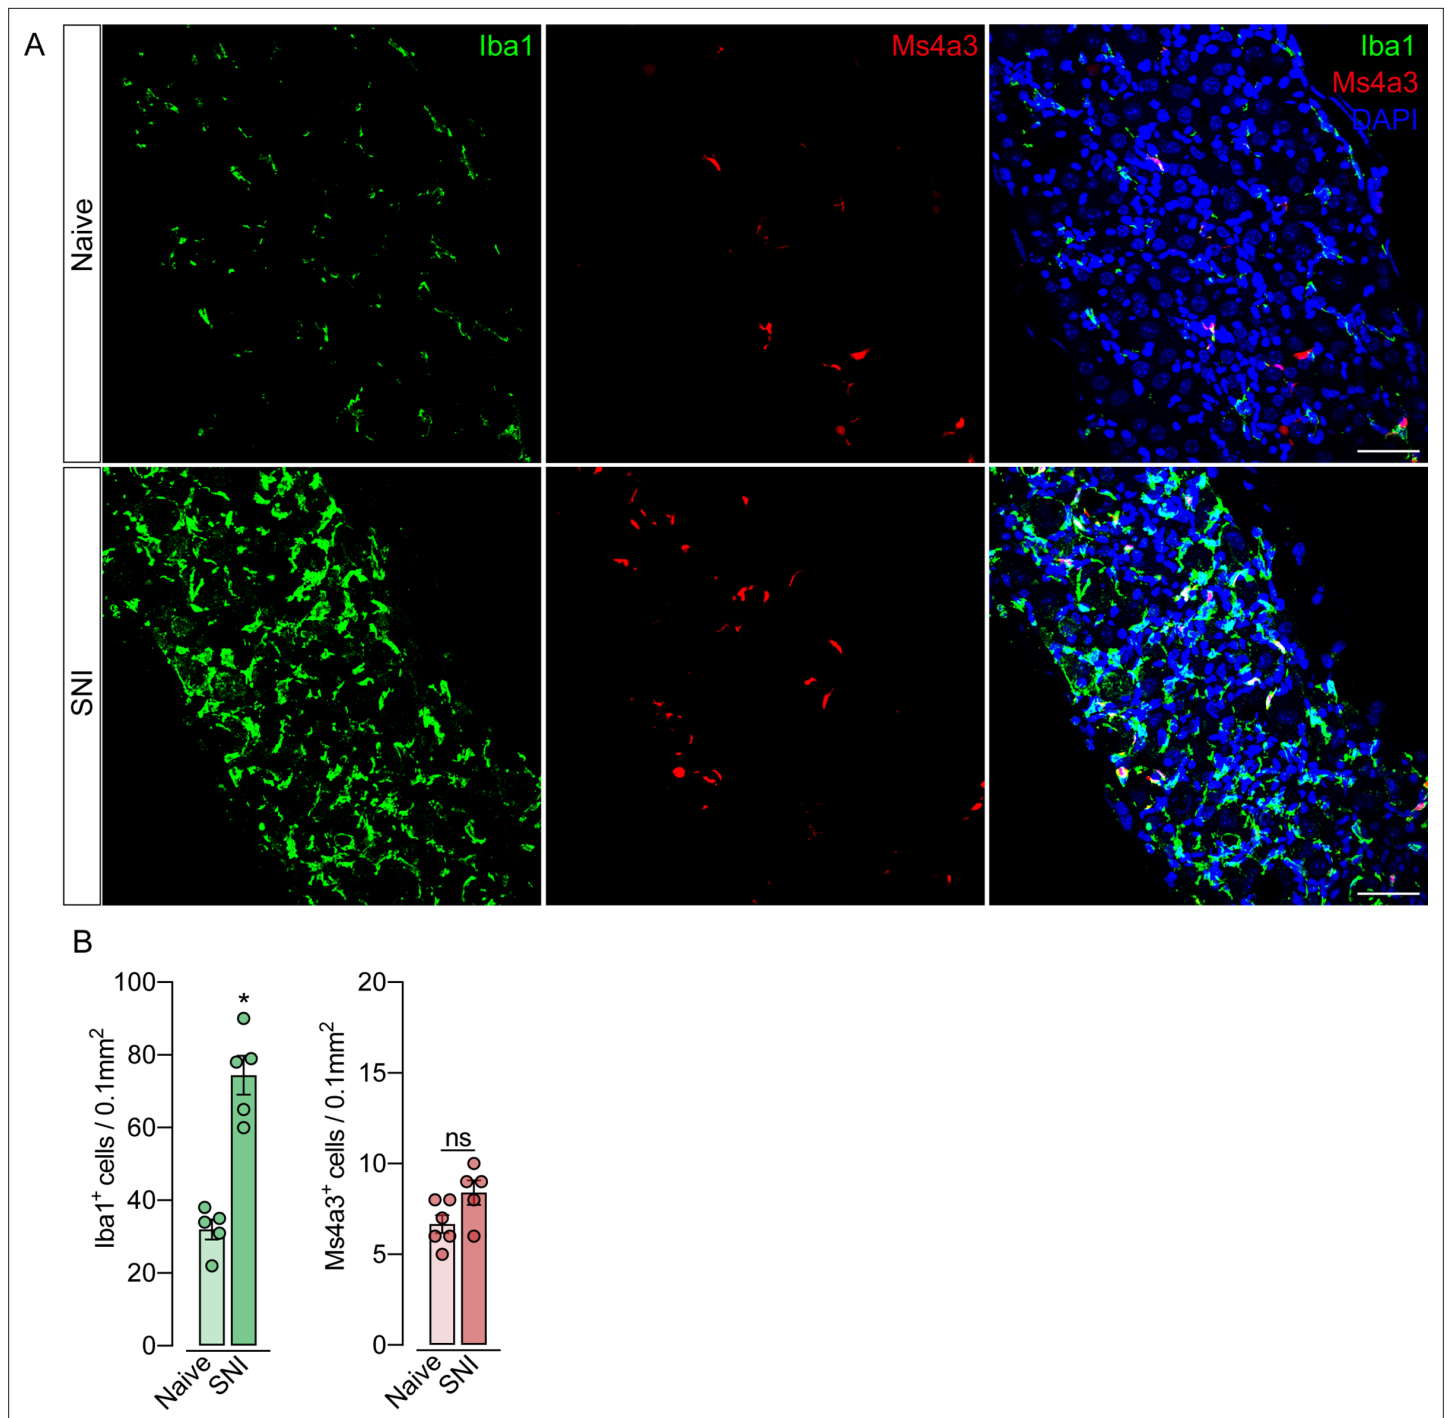 A
Iba1
Ms4a3
Iba1
Ms4a3
DAPI
Naive
SNI
B
100
80
60
40
20
0
Iba1+ cells / 0.1mm2
*
Naive
SNI
20
15
10
5
0
Ms4a3+ cells / 0.1mm2
ns
Naive
SNI